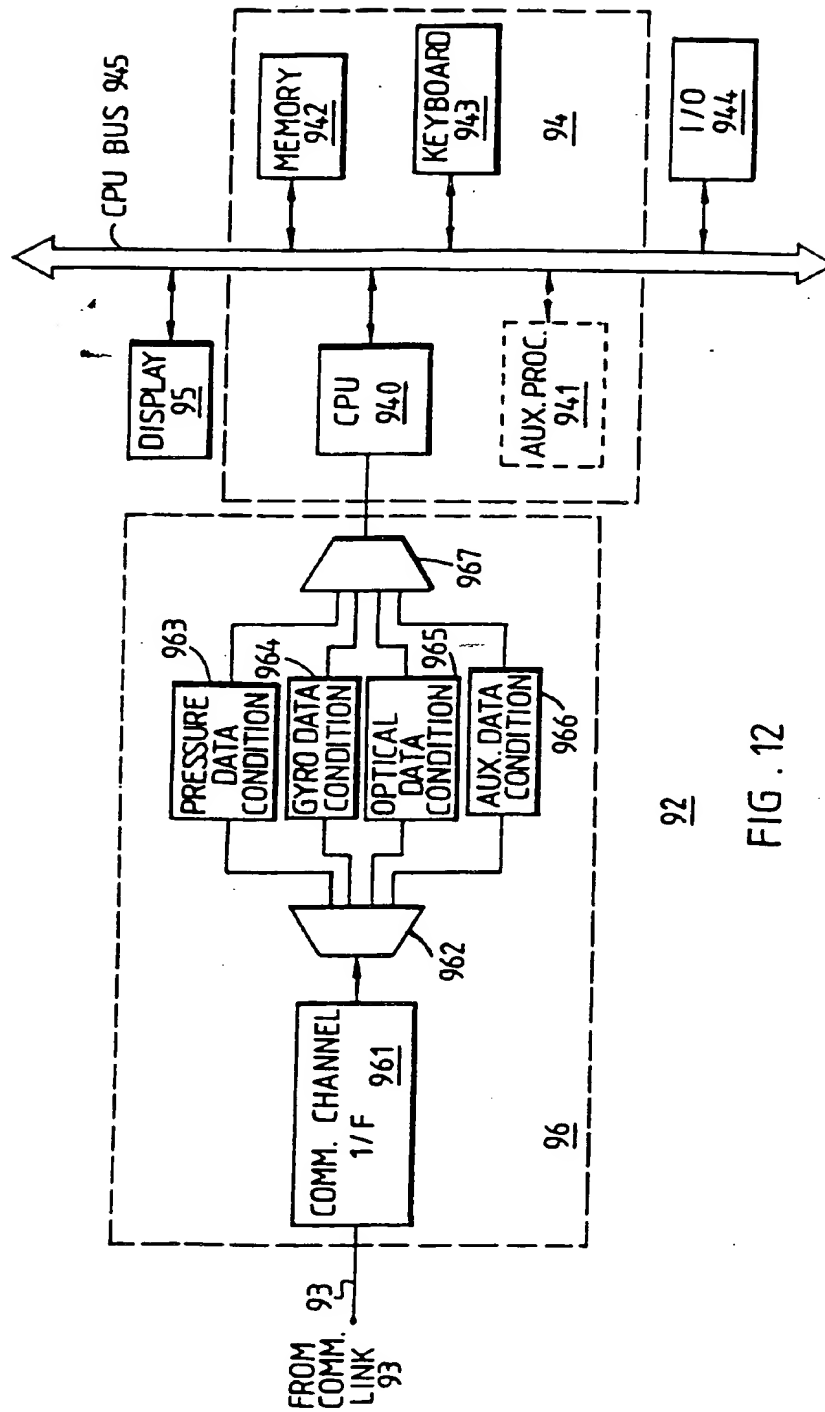 FROM
COMM.
LINK
93
93
COMM. CHANNEL
1/F
961
96
962
PRESSURE
DATA
CONDITION
963
GYRO DATA
CONDITION
964
OPTICAL
DATA
CONDITION
965
AUX. DATA
CONDITION
966
967
DISPLAY
95
CPU
940
AUX. PROC.
941
CPU BUS 945
MEMORY
942
KEYBOARD
943
94
I/O
944
92
FIG. 12